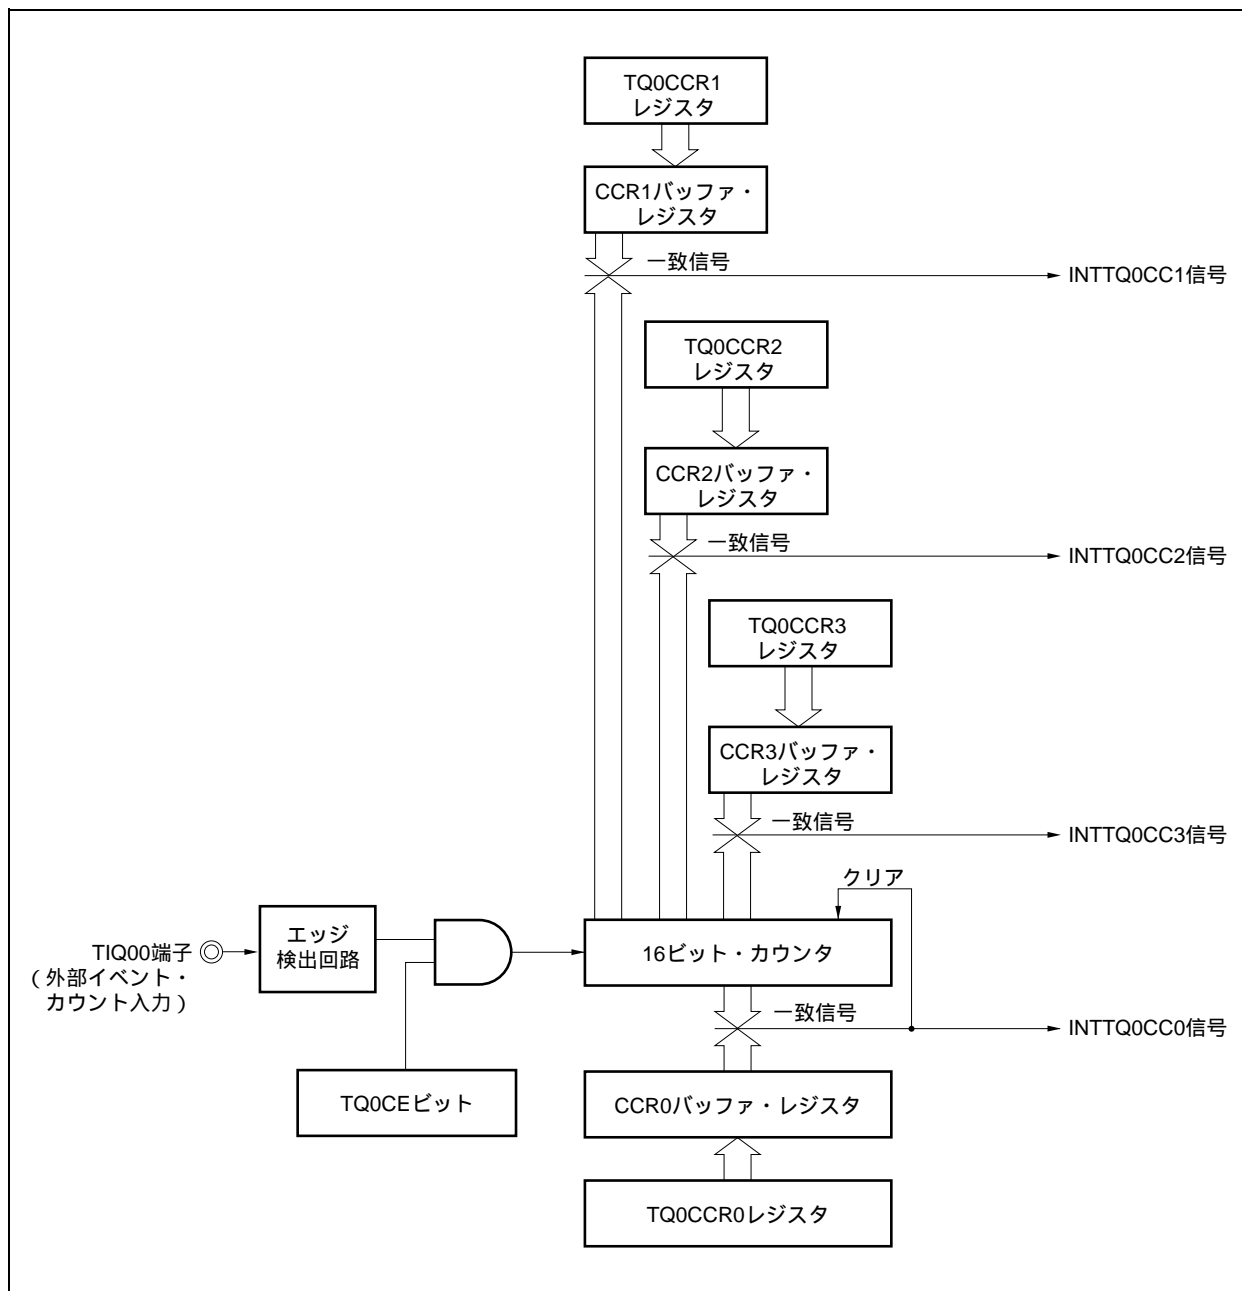 TQ0CCR1
レジスタ
CCR1バッファ・
レジスタ
一致信号
INTTQ0CC1信号
TQ0CCR2
レジスタ
CCR2バッファ・
レジスタ
一致信号
INTTQ0CC2信号
TQ0CCR3
レジスタ
CCR3バッファ・
レジスタ
一致信号
INTTQ0CC3信号
クリア
TIQ00端子
(外部イベント・
カウント入力)
エッジ
検出回路
16ビット・カウンタ
一致信号
INTTQ0CC0信号
TQ0CEビット
CCR0バッファ・レジスタ
TQ0CCR0レジスタ